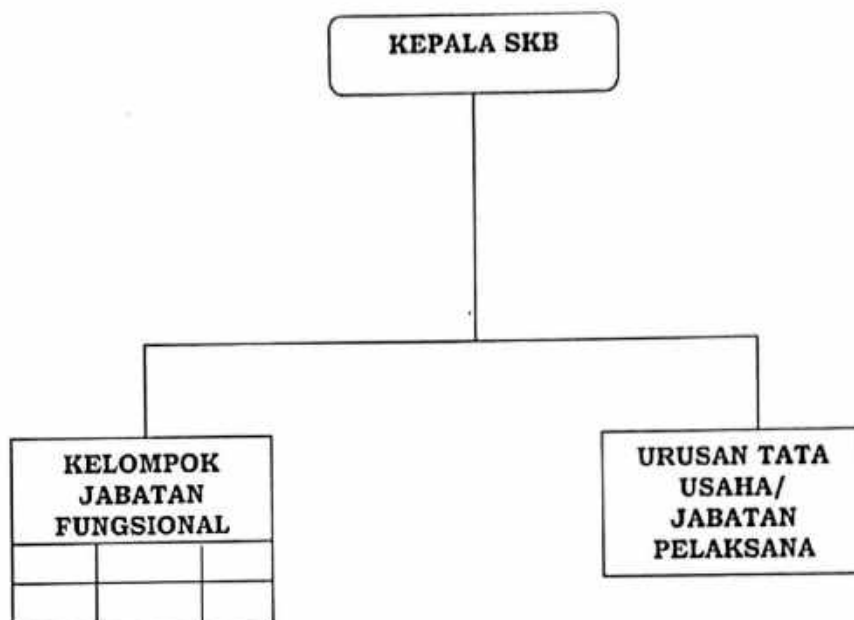 KEPALA SKB
KELOMPOK
JABATAN
FUNGSIONAL
URUSAN TATA
USAHA/
JABATAN
PELAKSANA